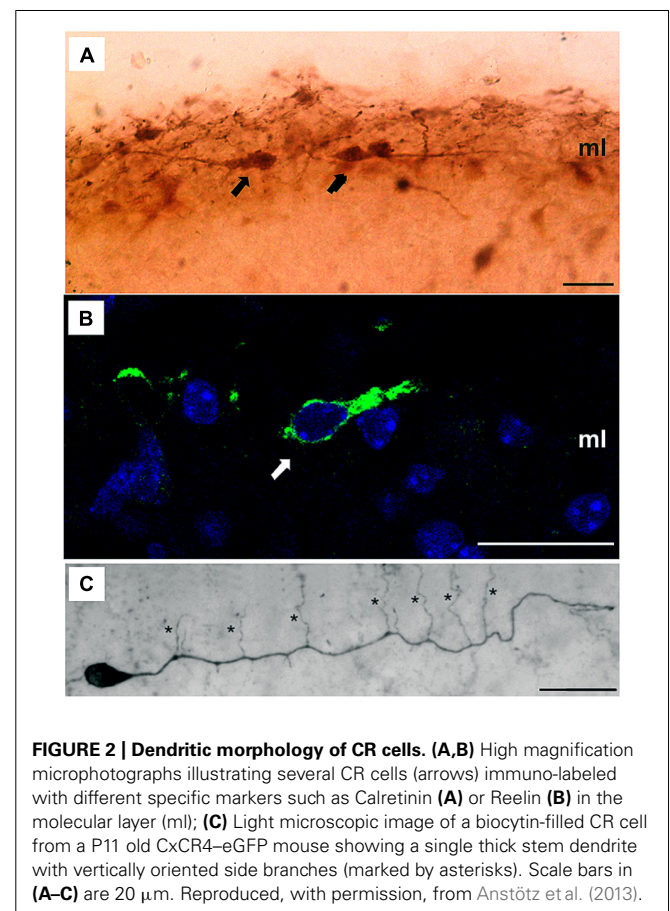 A
ml
B
ml
C
* * * * * * *
FIGURE 2 | Dendritic morphology of CR cells. (A,B) High magnification
microphotographs illustrating several CR cells (arrows) immuno-labeled
with different specific markers such as Calretinin (A) or Reelin (B) in the
molecular layer (ml); (C) Light microscopic image of a biocytin-filled CR cell
from a P11 old CxCR4–eGFP mouse showing a single thick stem dendrite
with vertically oriented side branches (marked by asterisks). Scale bars in
(A–C) are 20 μm. Reproduced, with permission, from Anstötz et al. (2013).